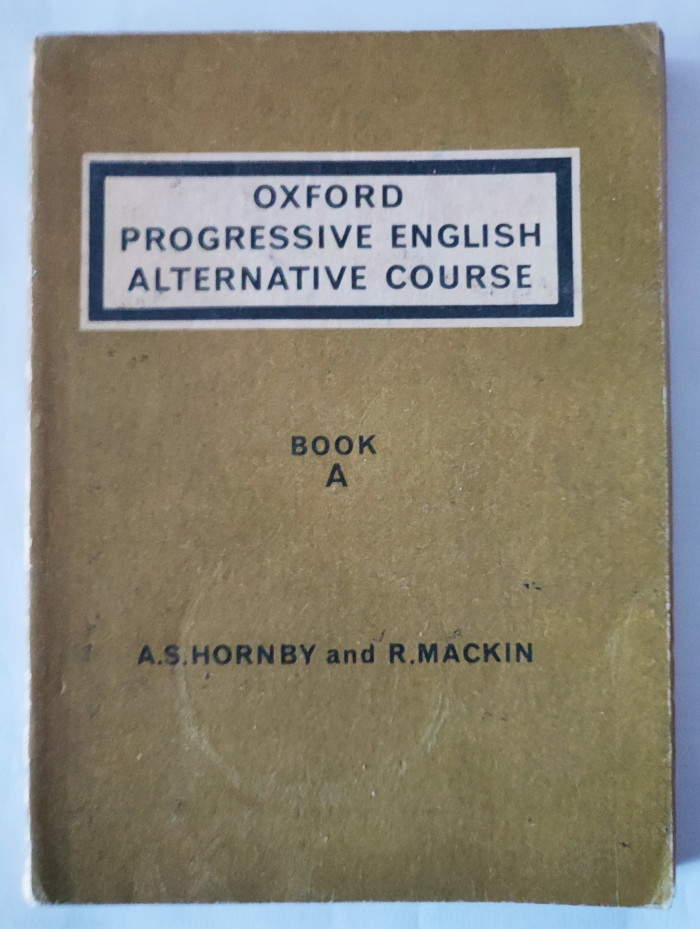 OXFORD
PROGRESSIVE ENGLISH
ALTERNATIVE COURSE
BOOK
A
A.S.HORNBY and R.MACKIN